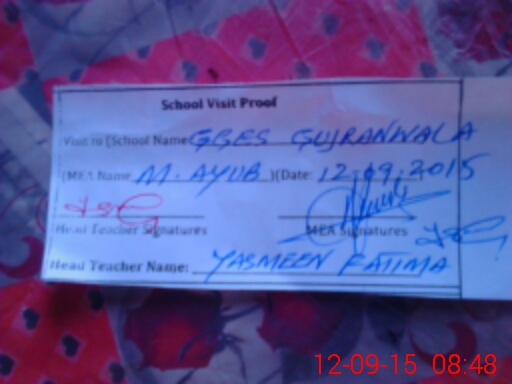 School Visit Proof
Visit to (School Name GGES GUJRANWALA
(MEA Name M. AYUB )(Date: 12.09.2015
Head Teacher Signatures MEA Signatures
Head Teacher Name: YASMEEN FATIMA
12-09-15 08:48